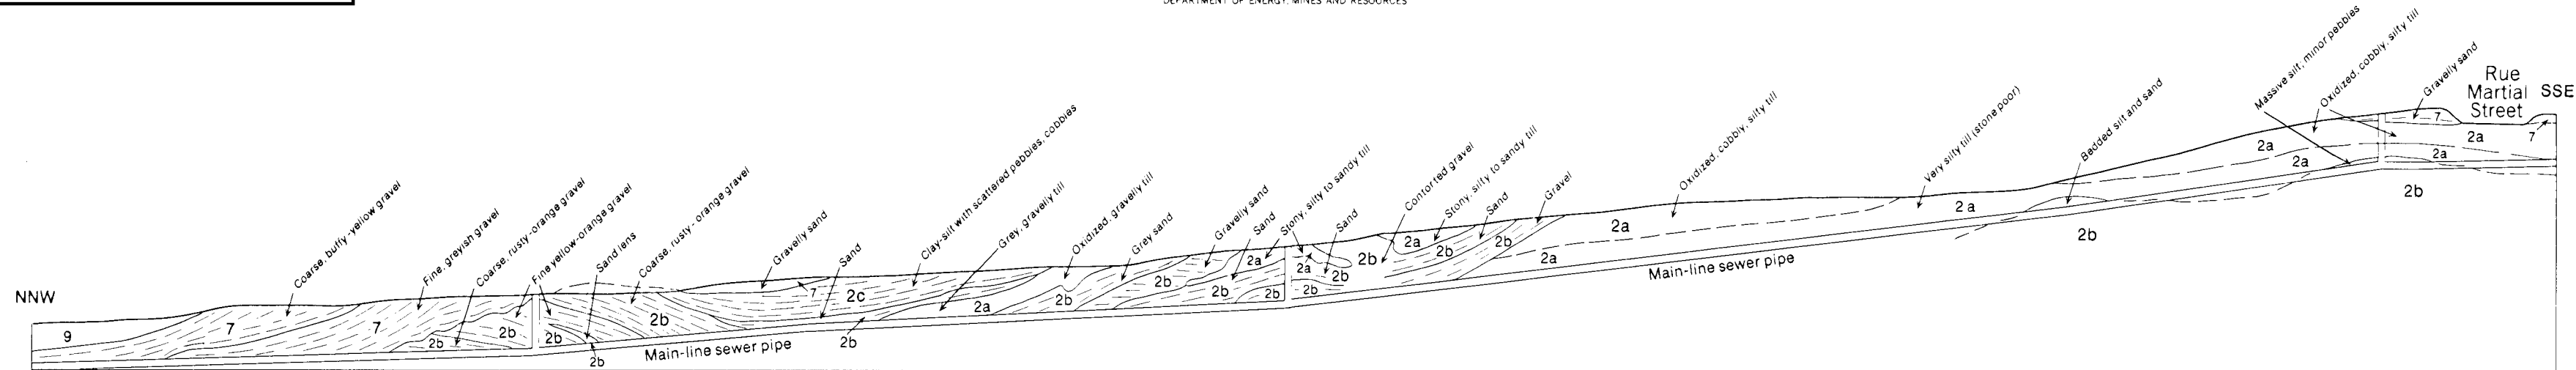 DEPARTMENT OF ENERGY, MINES AND RESOURCES
NNW
Coarse, buffy-yellow gravel
Fine, greyish gravel
Coarse, rusty-orange gravel
Fine yellow-orange gravel
Sand lens
Coarse, rusty-orange gravel
Gravelly sand
Sand
Clay-silt with scattered pebbles, cobbles
Grey, gravelly till
Oxidized, gravelly till
Grey sand
Gravelly sand
Sand
Stony, silty to sandy till
Sand
Contorted gravel
Stony, silty to sandy till
Sand
Gravel
Oxidized, cobbly, silty till
Very silty till (stone poor)
Bedded silt and sand
Massive silt, minor pebbles
Oxidized, cobbly, silty till
Gravelly sand
Rue
Martial
Street
SSE
9
7
7
2b
2b
2b
2b
2b
7
2c
2b
2a
2b
2b
2b
2a
2b
2a
2b
2b
2b
2a
2b
2b
2a
2a
2a
2b
2a
2a
7
2a
2a
7
2b
Main-line sewer pipe
Main-line sewer pipe